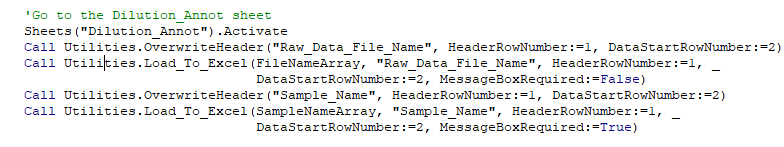 'Go to the Dilution_Annot sheet
Sheets("Dilution_Annot").Activate
Call Utilities.OverwriteHeader("Raw_Data_File_Name", HeaderRowNumber:=1, DataStartRowNumber:=2)
Call Utilities.Load_To_Excel(FileNameArray, "Raw_Data_File_Name", HeaderRowNumber:=1, _
DataStartRowNumber:=2, MessageBoxRequired:=False)
Call Utilities.OverwriteHeader("Sample_Name", HeaderRowNumber:=1, DataStartRowNumber:=2)
Call Utilities.Load_To_Excel(SampleNameArray, "Sample_Name", HeaderRowNumber:=1, _
DataStartRowNumber:=2, MessageBoxRequired:=True)